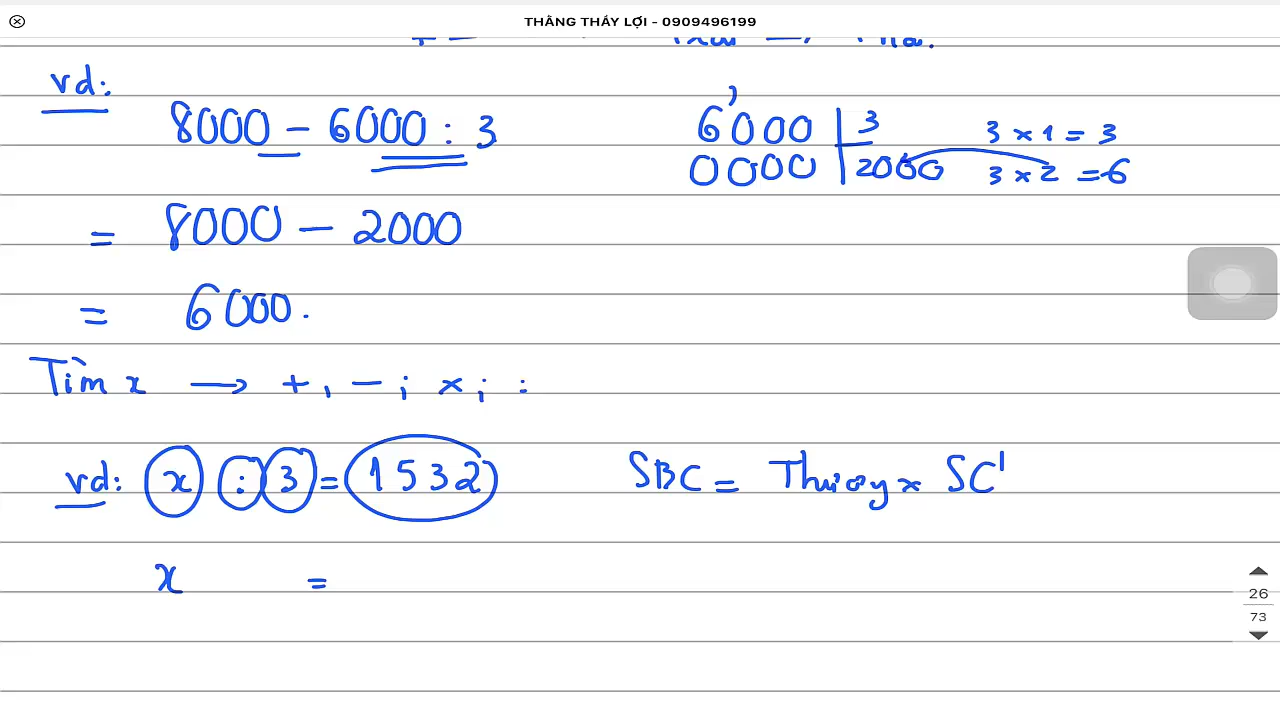 THẦNG THẦY LỢI - 0909496199
vd:
8000 - 6000 : 3
= 8000 - 2000
= 6000.
6000 3
0000 2000
3 x 1 = 3
3 x 2 = 6
Tìm x → +, - ; x ; :
vd: x : 3 = 1532
SBC = Thương x SC
x =
26
73